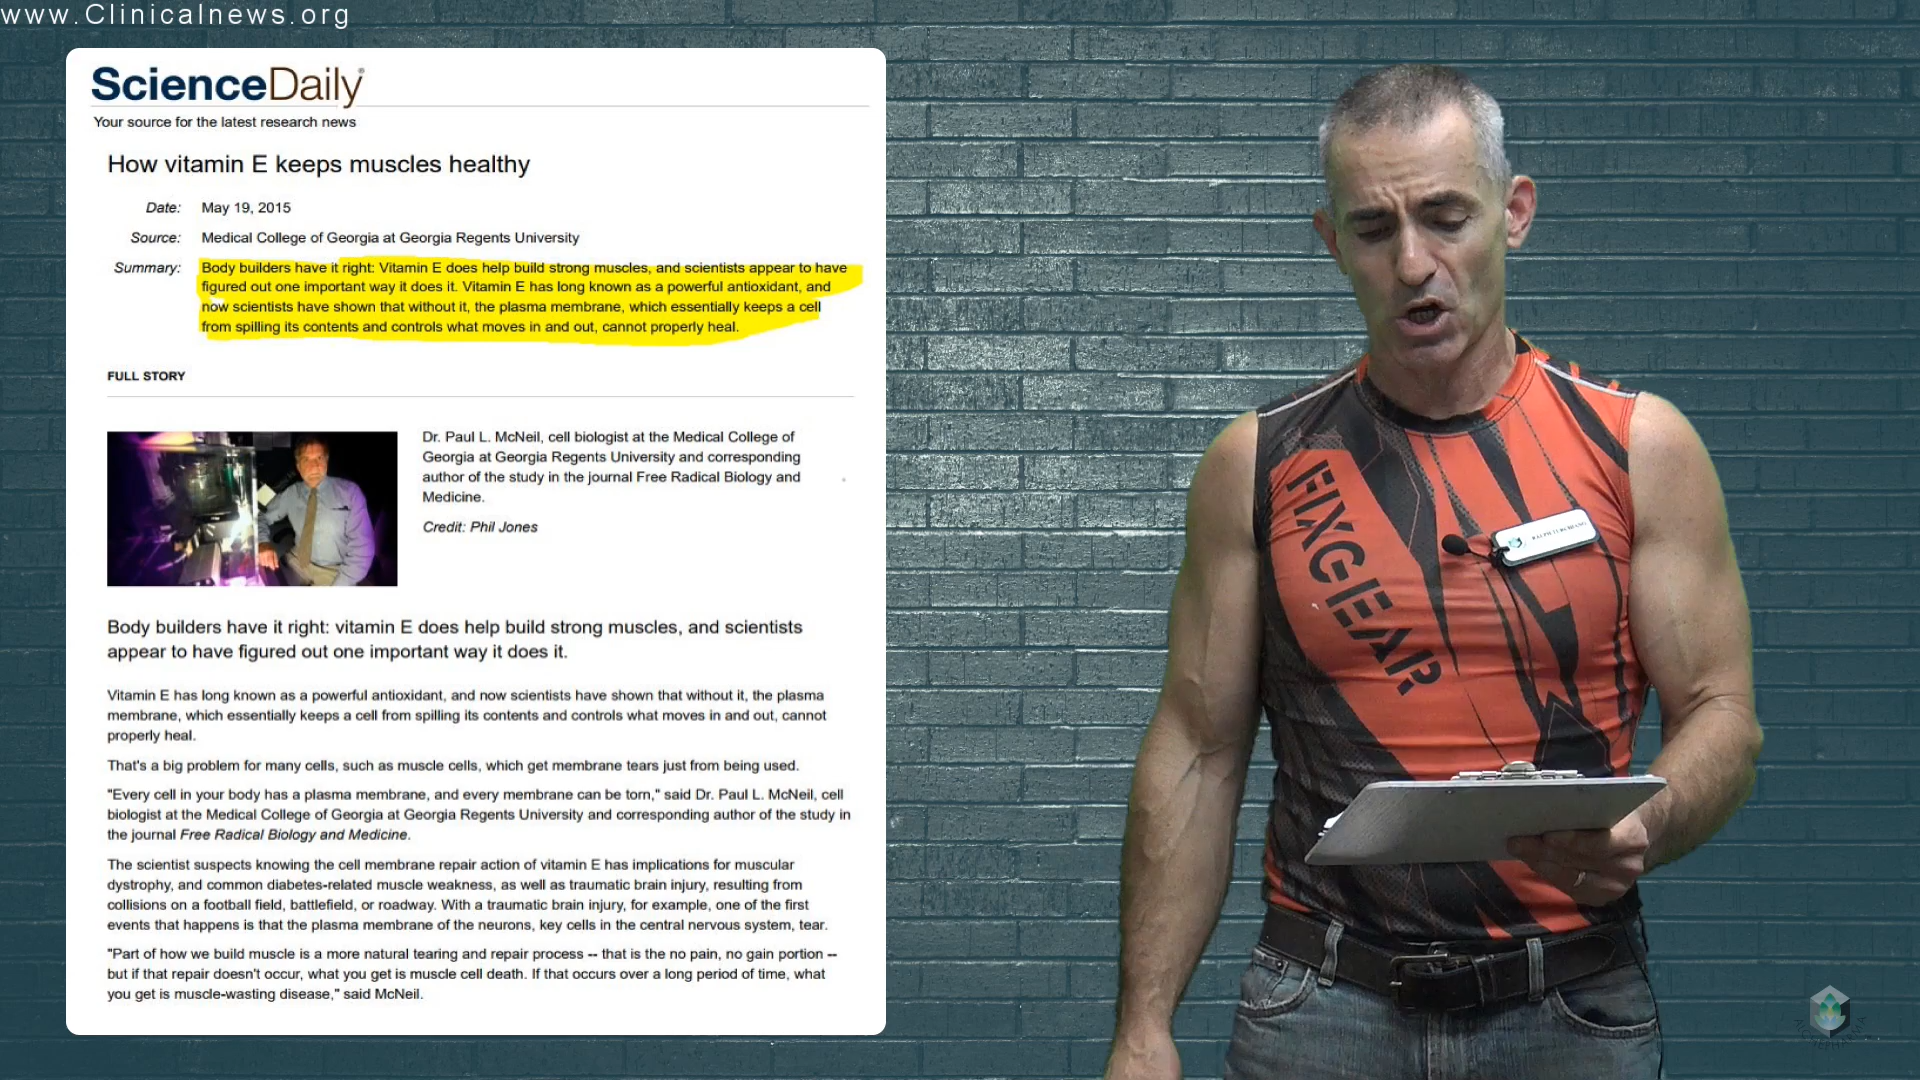 www.Clinicalnews.org
ScienceDaily®
Your source for the latest research news
How vitamin E keeps muscles healthy
Date: May 19, 2015
Source: Medical College of Georgia at Georgia Regents University
Summary: Body builders have it right: Vitamin E does help build strong muscles, and scientists appear to have
figured out one important way it does it. Vitamin E has long known as a powerful antioxidant, and
now scientists have shown that without it, the plasma membrane, which essentially keeps a cell
from spilling its contents and controls what moves in and out, cannot properly heal.
FULL STORY
Dr. Paul L. McNeil, cell biologist at the Medical College of
Georgia at Georgia Regents University and corresponding
author of the study in the journal Free Radical Biology and
Medicine.
Credit: Phil Jones
Body builders have it right: vitamin E does help build strong muscles, and scientists
appear to have figured out one important way it does it.
Vitamin E has long known as a powerful antioxidant, and now scientists have shown that without it, the plasma
membrane, which essentially keeps a cell from spilling its contents and controls what moves in and out, cannot
properly heal.
That's a big problem for many cells, such as muscle cells, which get membrane tears just from being used.
"Every cell in your body has a plasma membrane, and every membrane can be torn," said Dr. Paul L. McNeil, cell
biologist at the Medical College of Georgia at Georgia Regents University and corresponding author of the study in
the journal Free Radical Biology and Medicine.
The scientist suspects knowing the cell membrane repair action of vitamin E has implications for muscular
dystrophy, and common diabetes-related muscle weakness, as well as traumatic brain injury, resulting from
collisions on a football field, battlefield, or roadway. With a traumatic brain injury, for example, one of the first
events that happens is that the plasma membrane of the neurons, key cells in the central nervous system, tear.
"Part of how we build muscle is a more natural tearing and repair process -- that is the no pain, no gain portion --
but if that repair doesn't occur, what you get is muscle cell death. If that occurs over a long period of time, what
you get is muscle-wasting disease," said McNeil.
FIXGEAR